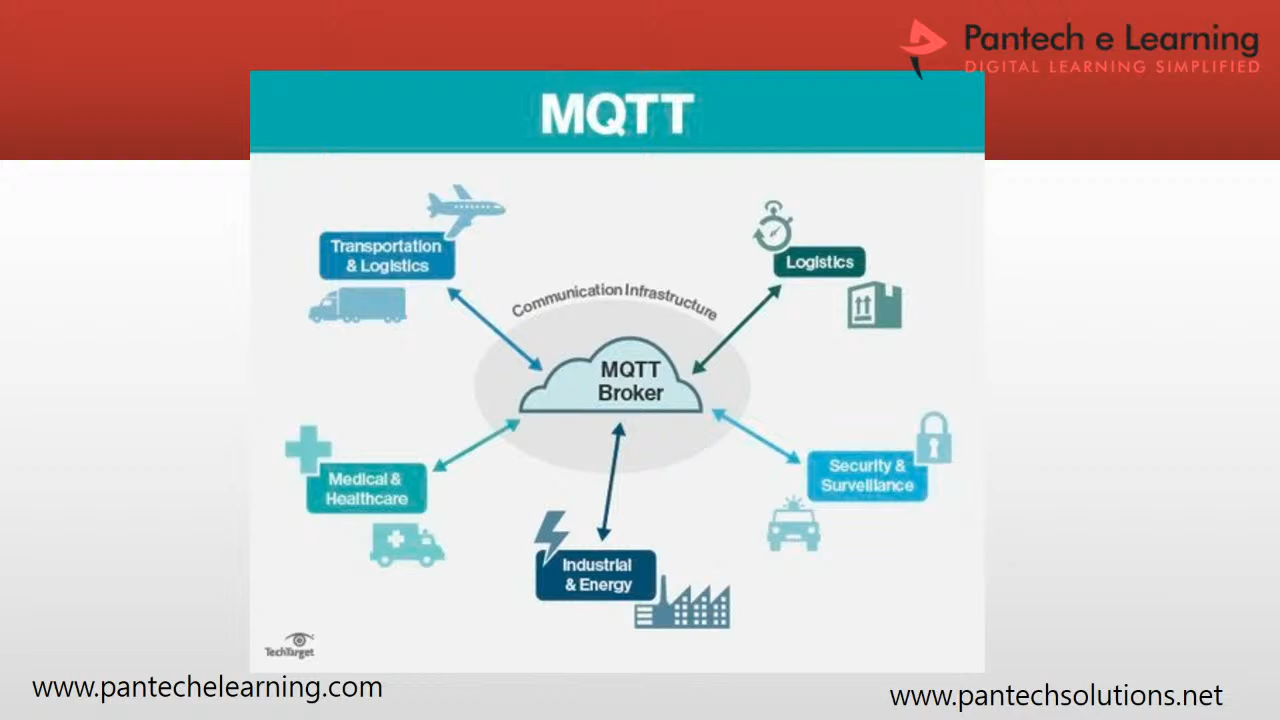 Pantech e Learning
DIGITAL LEARNING SIMPLIFIED
MQTT
Transportation
& Logistics
Logistics
Communication Infrastructure
MQTT
Broker
Medical &
Healthcare
Security &
Surveillance
Industrial
& Energy
TechTarget
www.pantechelearning.com
www.pantechsolutions.net